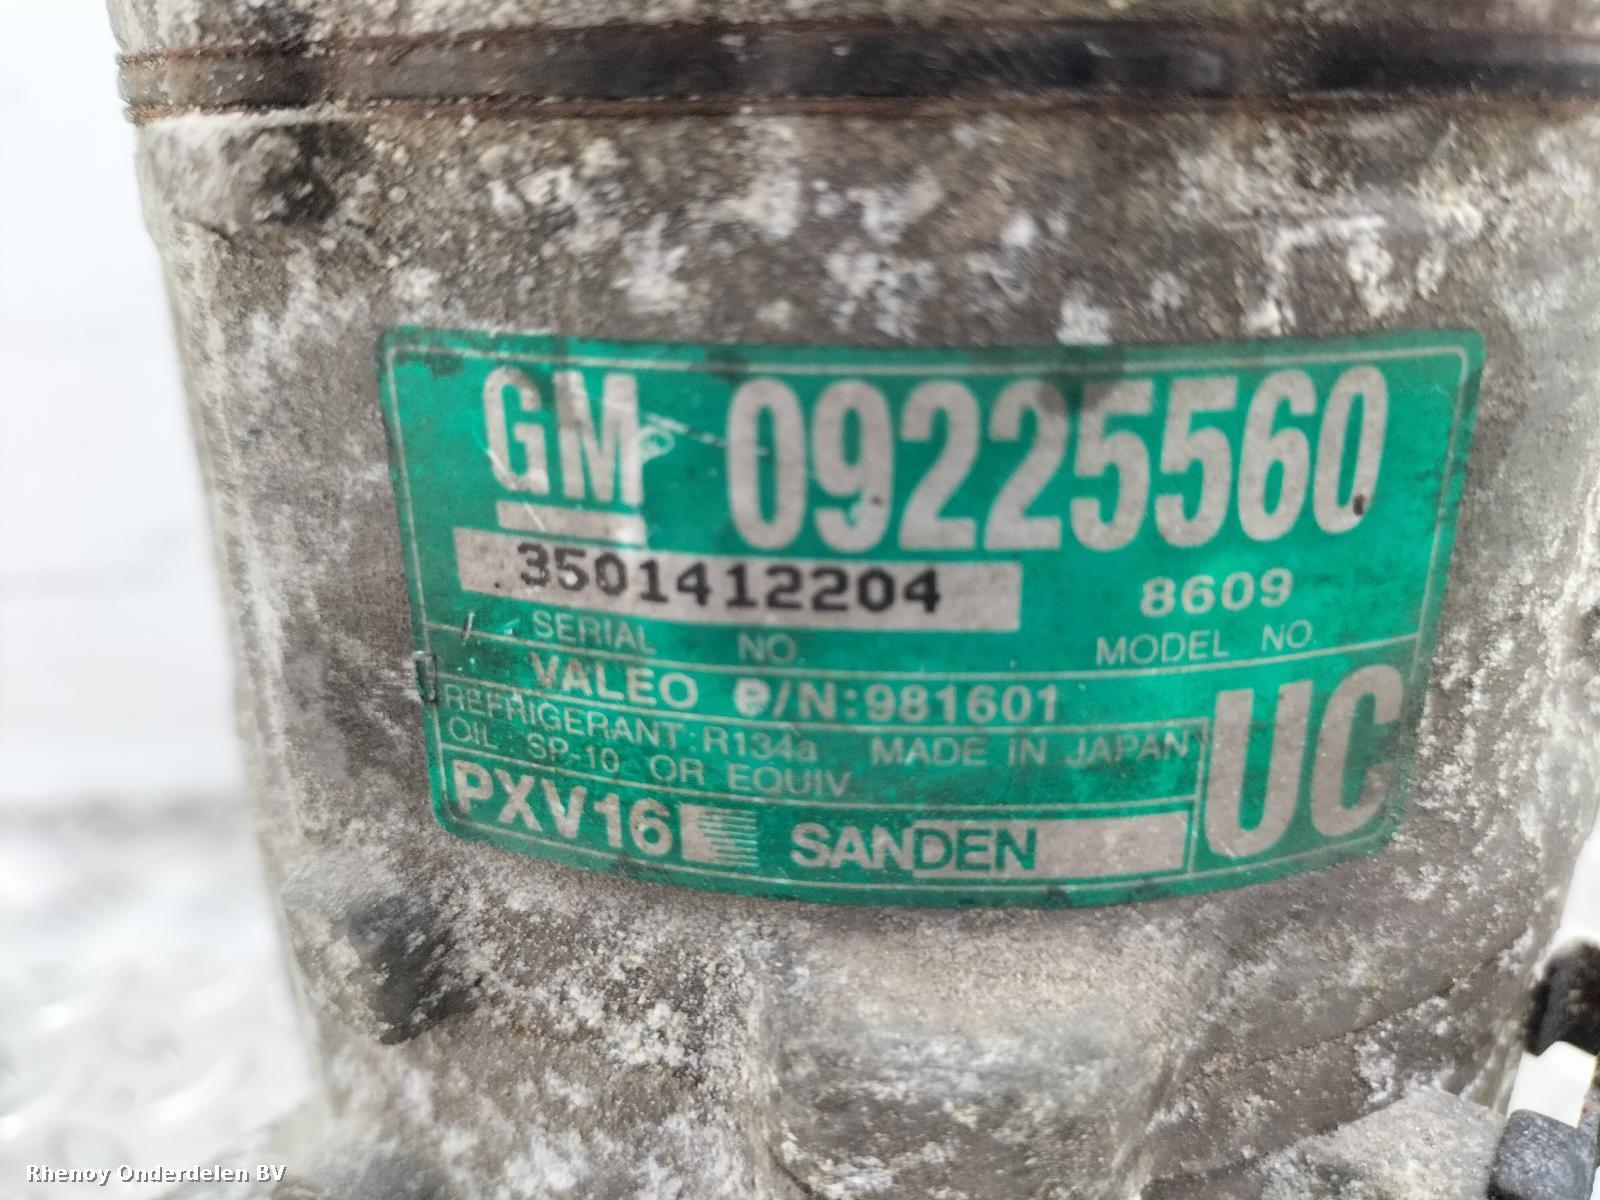 GM 09225560
3501412204 8609
SERIAL NO. MODEL NO.
VALEO P/N:981601 UC
REFRIGERANT:R134a MADE IN JAPAN
OIL SP-10 OR EQUIV.
PXV16 SANDEN
Rhenoy Onderdelen BV